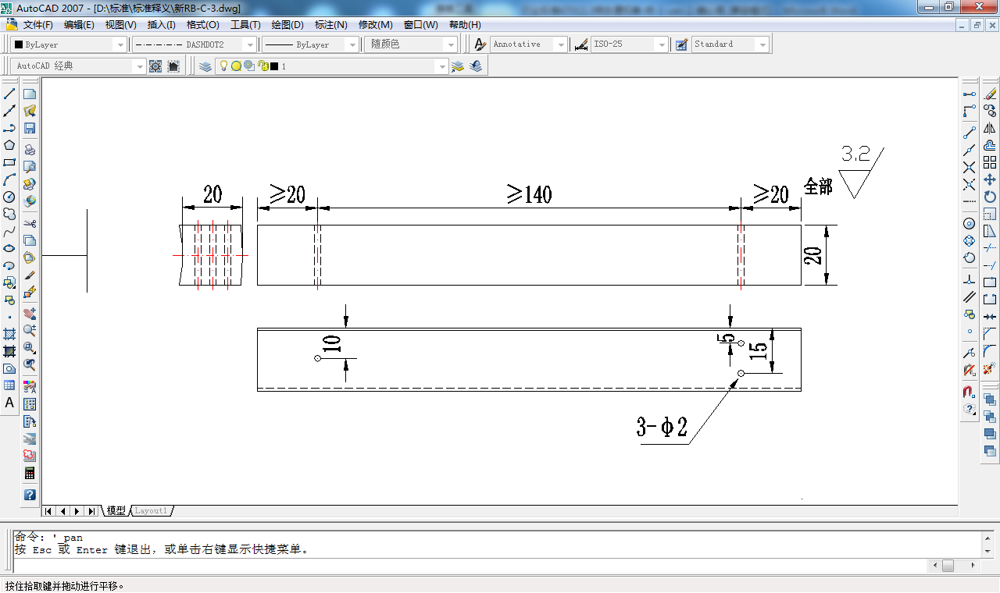 AutoCAD 2007 - [D:\标准\标准释义\新RB-C-3.dwg]
文件(F) 编辑(E) 视图(V) 插入(I) 格式(O) 工具(T) 绘图(D) 标注(N) 修改(M) 窗口(W) 帮助(H)
ByLayer DASHDOT2 ByLayer 随颜色 Annotative ISO-25 Standard
AutoCAD 经典 1
3.2
全部
20 ≥20 ≥140 ≥20
20
10 5 15
3-φ2
A
模型 Layout1
命令: '_pan
按 Esc 或 Enter 键退出，或单击右键显示快捷菜单。
按住拾取键并拖动进行平移。